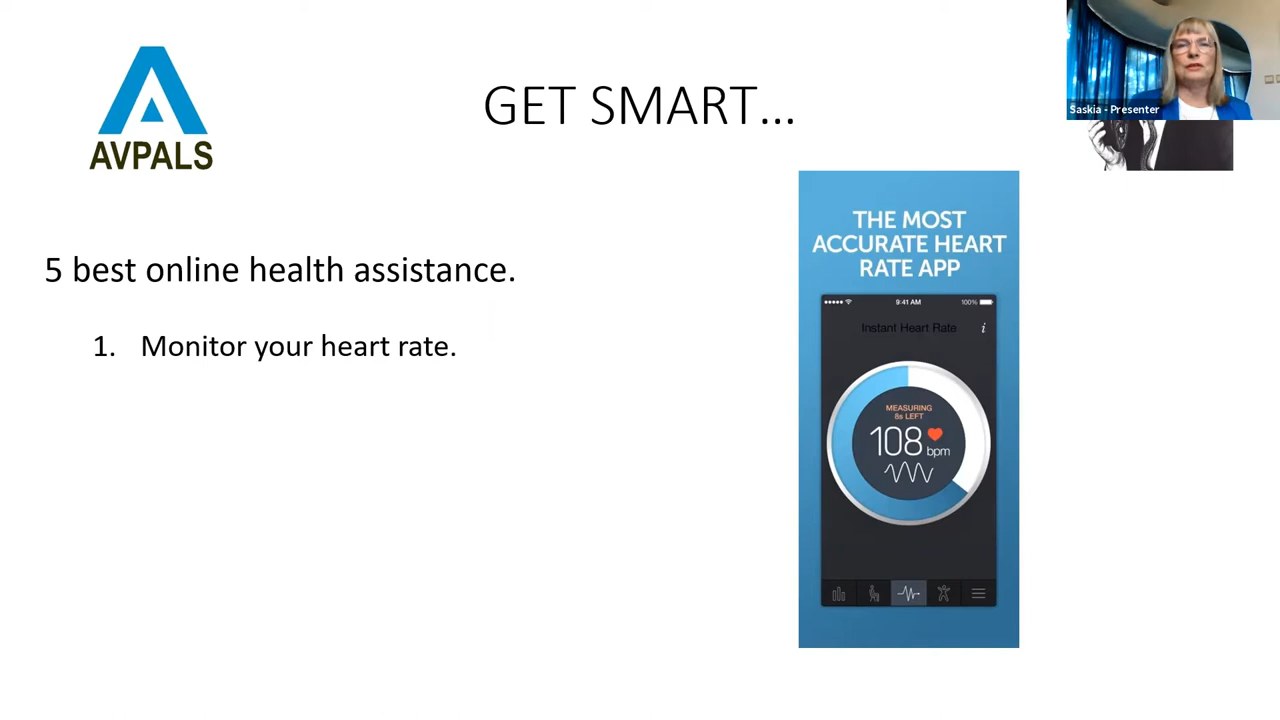 AVPALS
GET SMART...
Saskia - Presenter
5 best online health assistance.
1. Monitor your heart rate.
THE MOST
ACCURATE HEART
RATE APP
9:41 AM
100%
Instant Heart Rate
i
MEASURING
8s LEFT
108
bpm